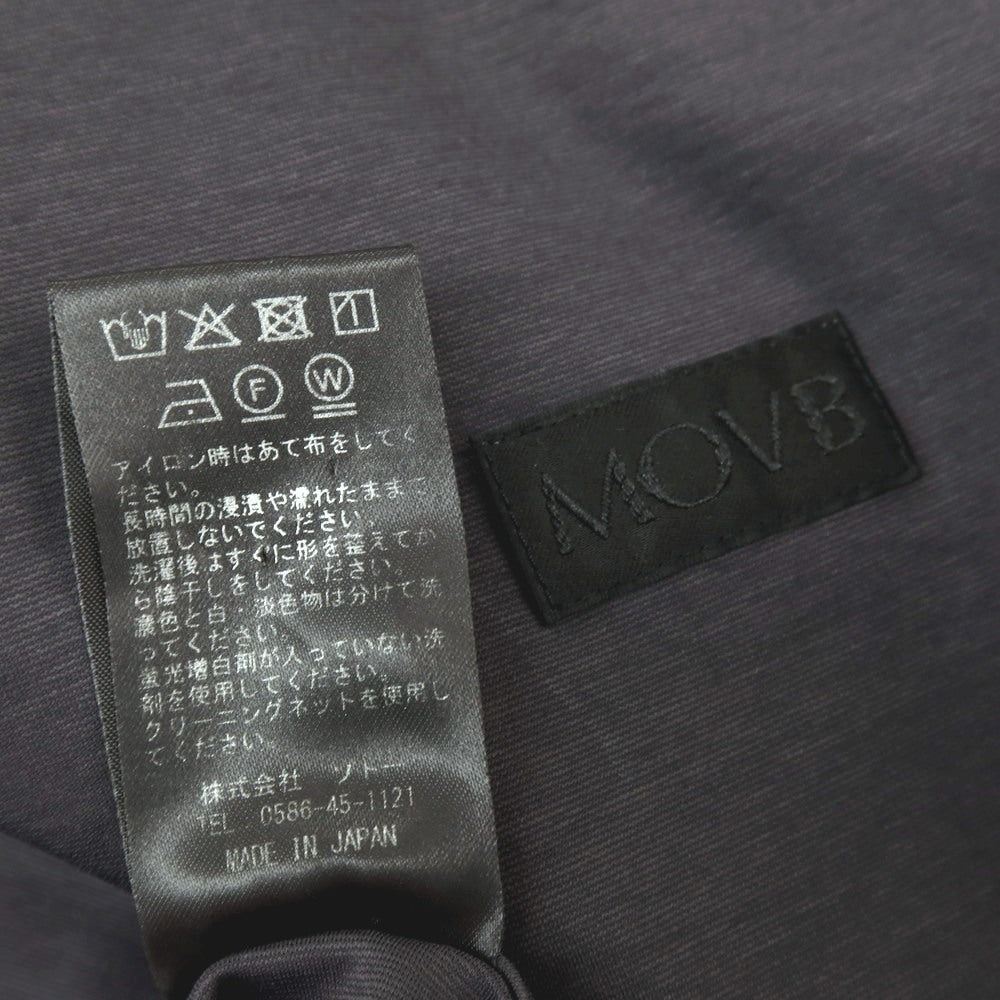 F W
アイロン時はあて布をしてく
ださい。
長時間の浸漬や濡れたままで
放置しないでください。
洗濯後はすぐに形を整えてか
ら陰干しをしてください。
濃色と白・淡色物は分けて洗
ってください。
蛍光増白剤が入っていない洗
剤を使用してください。
クリーニングネットを使用し
てください。
株式会社 ソトー
TEL 0586-45-1121
MADE IN JAPAN
MOVB